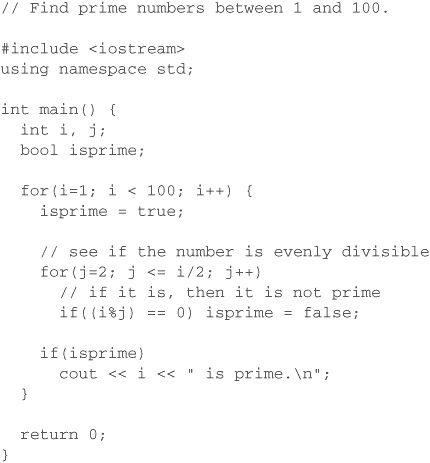 // Find prime numbers between 1 and 100.
#include <iostream>
using namespace std;
int main() {
int i, j;
bool isprime;
for(i=1; i < 100; i++) {
isprime = true;
// see if the number is evenly divisible
for(j=2; j <= i/2; j++)
// if it is, then it is not prime
if((i%j) == 0) isprime = false;
if(isprime)
cout << i << " is prime.\n";
}
return 0;
}